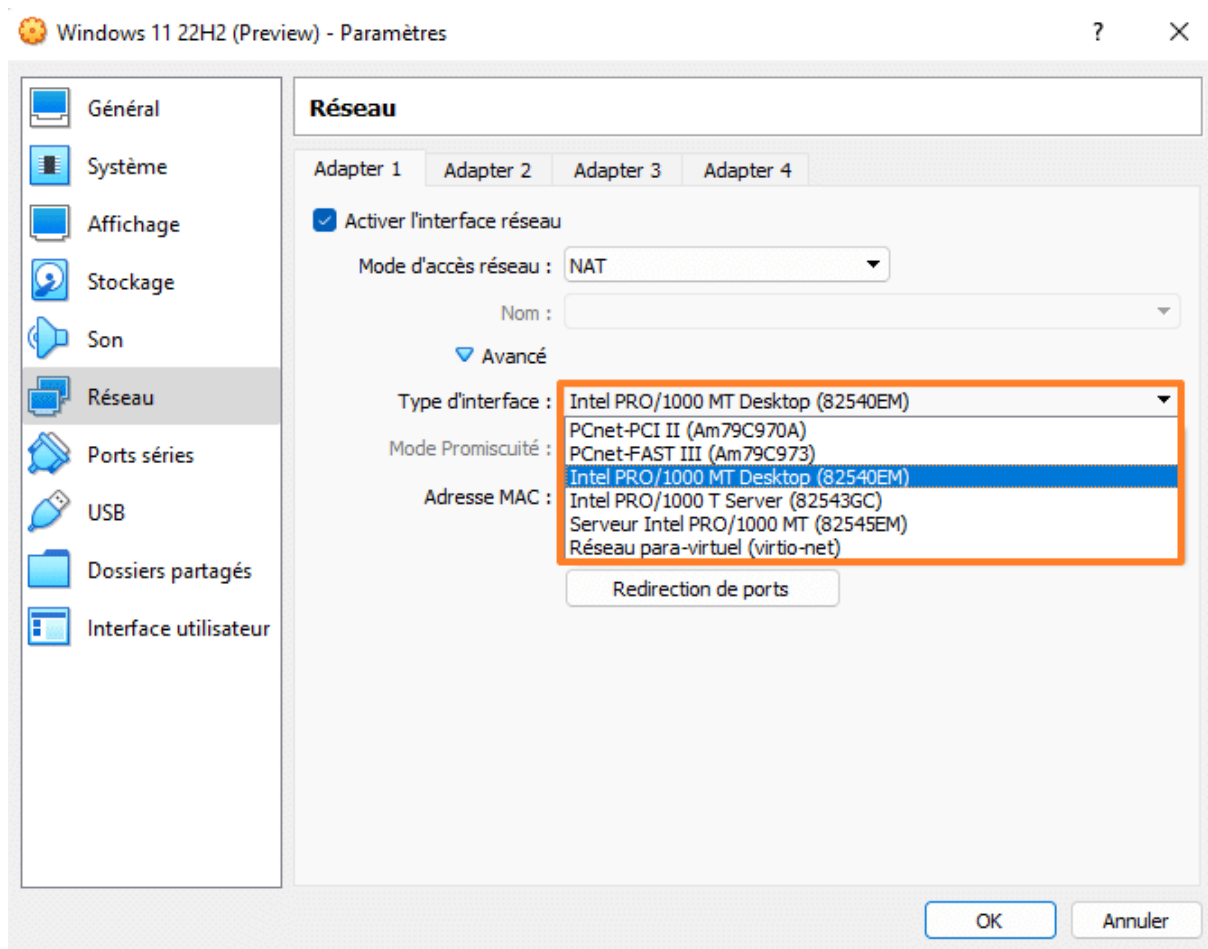 Windows 11 22H2 (Preview) - Paramètres
?
Général
Système
Affichage
Stockage
Son
Réseau
Ports séries
USB
Dossiers partagés
Interface utilisateur
Réseau
Adapter 1 Adapter 2 Adapter 3 Adapter 4
Activer l'interface réseau
Mode d'accès réseau : NAT
Nom :
Avancé
Type d'interface : Intel PRO/1000 MT Desktop (82540EM)
PCnet-PCI II (Am79C970A)
Mode Promiscuité : PCnet-FAST III (Am79C973)
Intel PRO/1000 MT Desktop (82540EM)
Adresse MAC : Intel PRO/1000 T Server (82543GC)
Serveur Intel PRO/1000 MT (82545EM)
Réseau para-virtuel (virtio-net)
Redirection de ports
OK Annuler